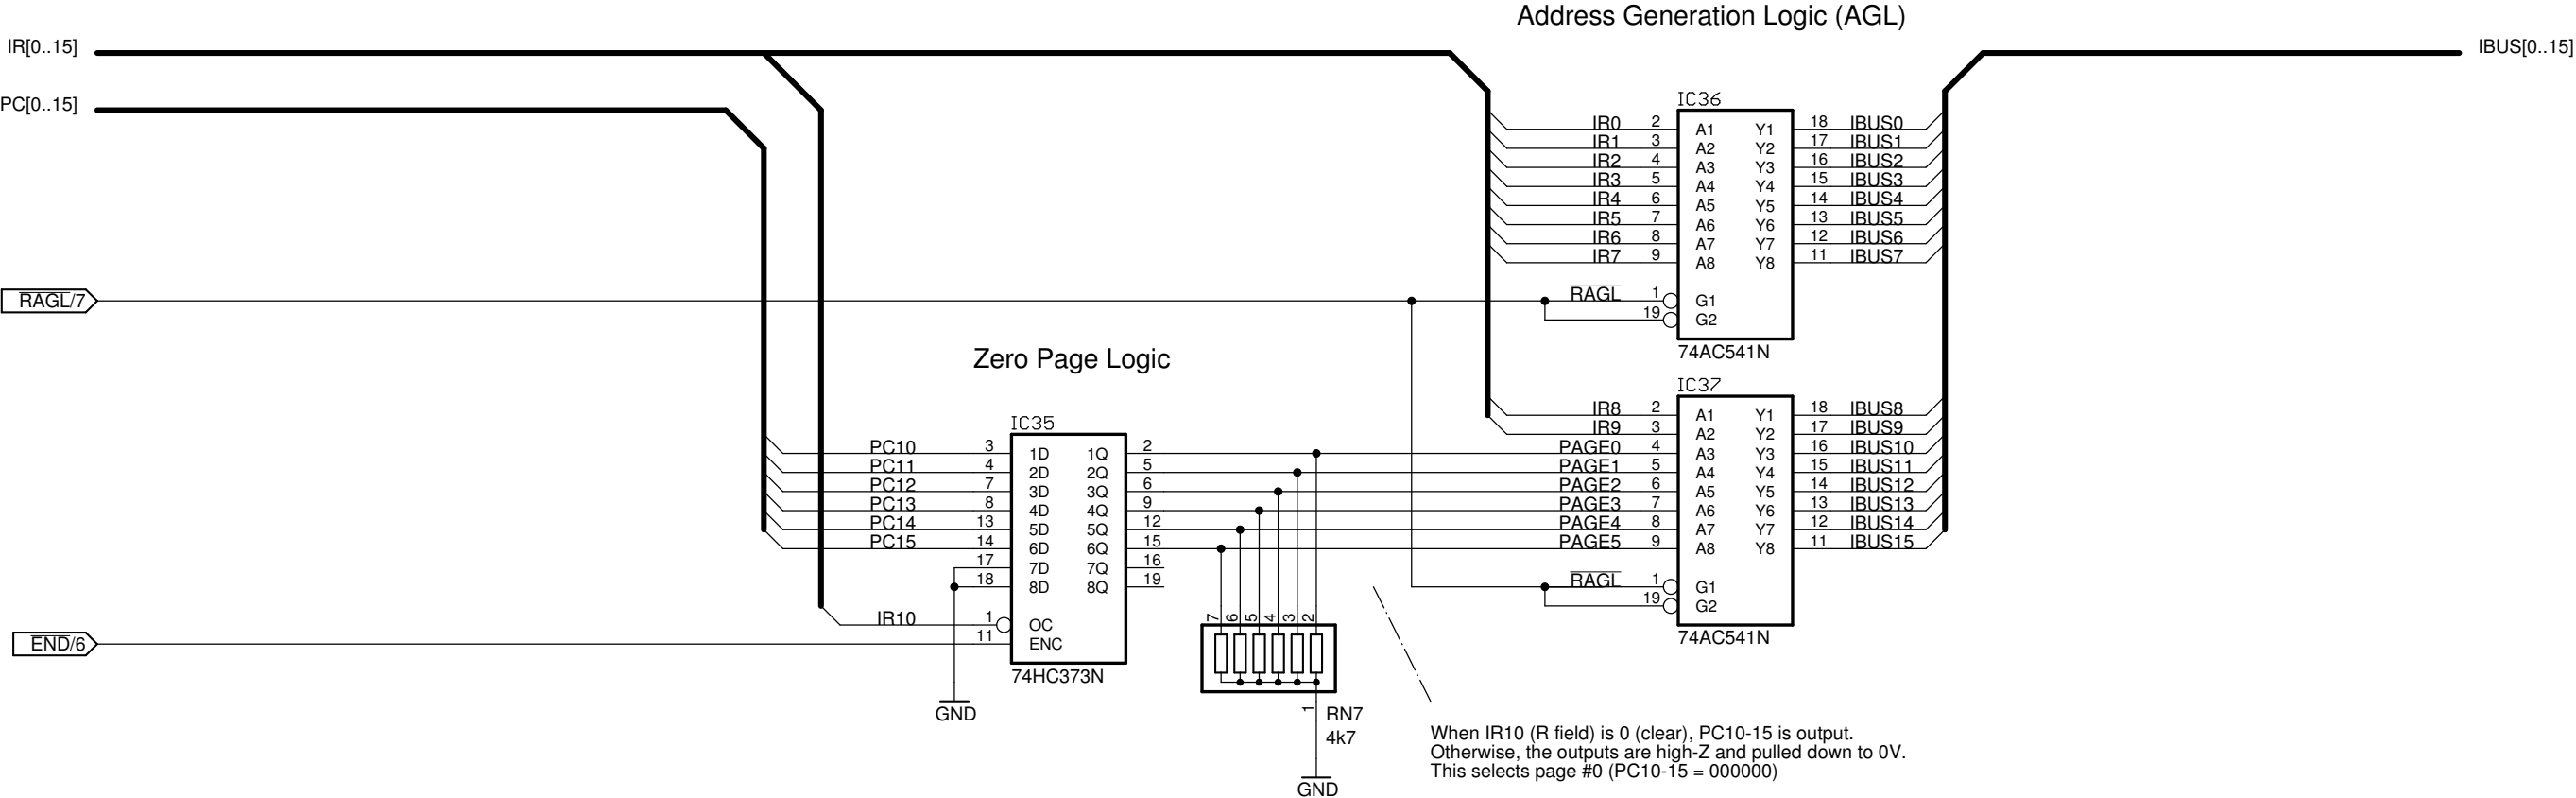 Address Generation Logic (AGL)
IR[0..15]
IBUS[0..15]
PC[0..15]
IC36
IR0 2 A1 Y1 18 IBUS0
IR1 3 A2 Y2 17 IBUS1
IR2 4 A3 Y3 16 IBUS2
IR3 5 A4 Y4 15 IBUS3
IR4 6 A5 Y5 14 IBUS4
IR5 7 A6 Y6 13 IBUS5
IR6 8 A7 Y7 12 IBUS6
IR7 9 A8 Y8 11 IBUS7
RAGL/7
RAGL 1 G1
19 G2
74AC541N
Zero Page Logic
IC37
IR8 2 A1 Y1 18 IBUS8
IR9 3 A2 Y2 17 IBUS9
PAGE0 4 A3 Y3 16 IBUS10
PAGE1 5 A4 Y4 15 IBUS11
PAGE2 6 A5 Y5 14 IBUS12
PAGE3 7 A6 Y6 13 IBUS13
PAGE4 8 A7 Y7 12 IBUS14
PAGE5 9 A8 Y8 11 IBUS15
RAGL 1 G1
19 G2
74AC541N
IC35
PC10 3 1D 1Q 2
PC11 4 2D 2Q 5
PC12 7 3D 3Q 6
PC13 8 4D 4Q 9
PC14 13 5D 5Q 12
PC15 14 6D 6Q 15
17 7D 7Q 16
18 8D 8Q 19
IR10 1 OC
11 ENC
END/6
74HC373N
GND
7 6 5 4 3 2
1
RN7
4k7
GND
When IR10 (R field) is 0 (clear), PC10-15 is output.
Otherwise, the outputs are high-Z and pulled down to 0V.
This selects page #0 (PC10-15 = 000000)